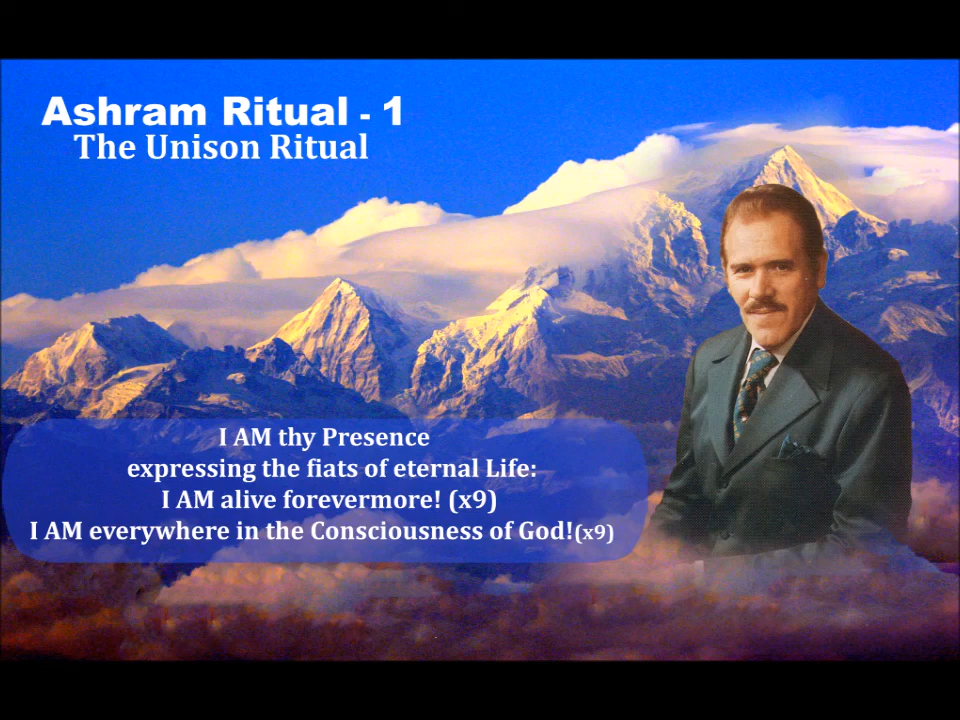 Ashram Ritual - 1
The Unison Ritual
I AM thy Presence
expressing the fiats of eternal Life:
I AM alive forevermore! (x9)
I AM everywhere in the Consciousness of God!(x9)